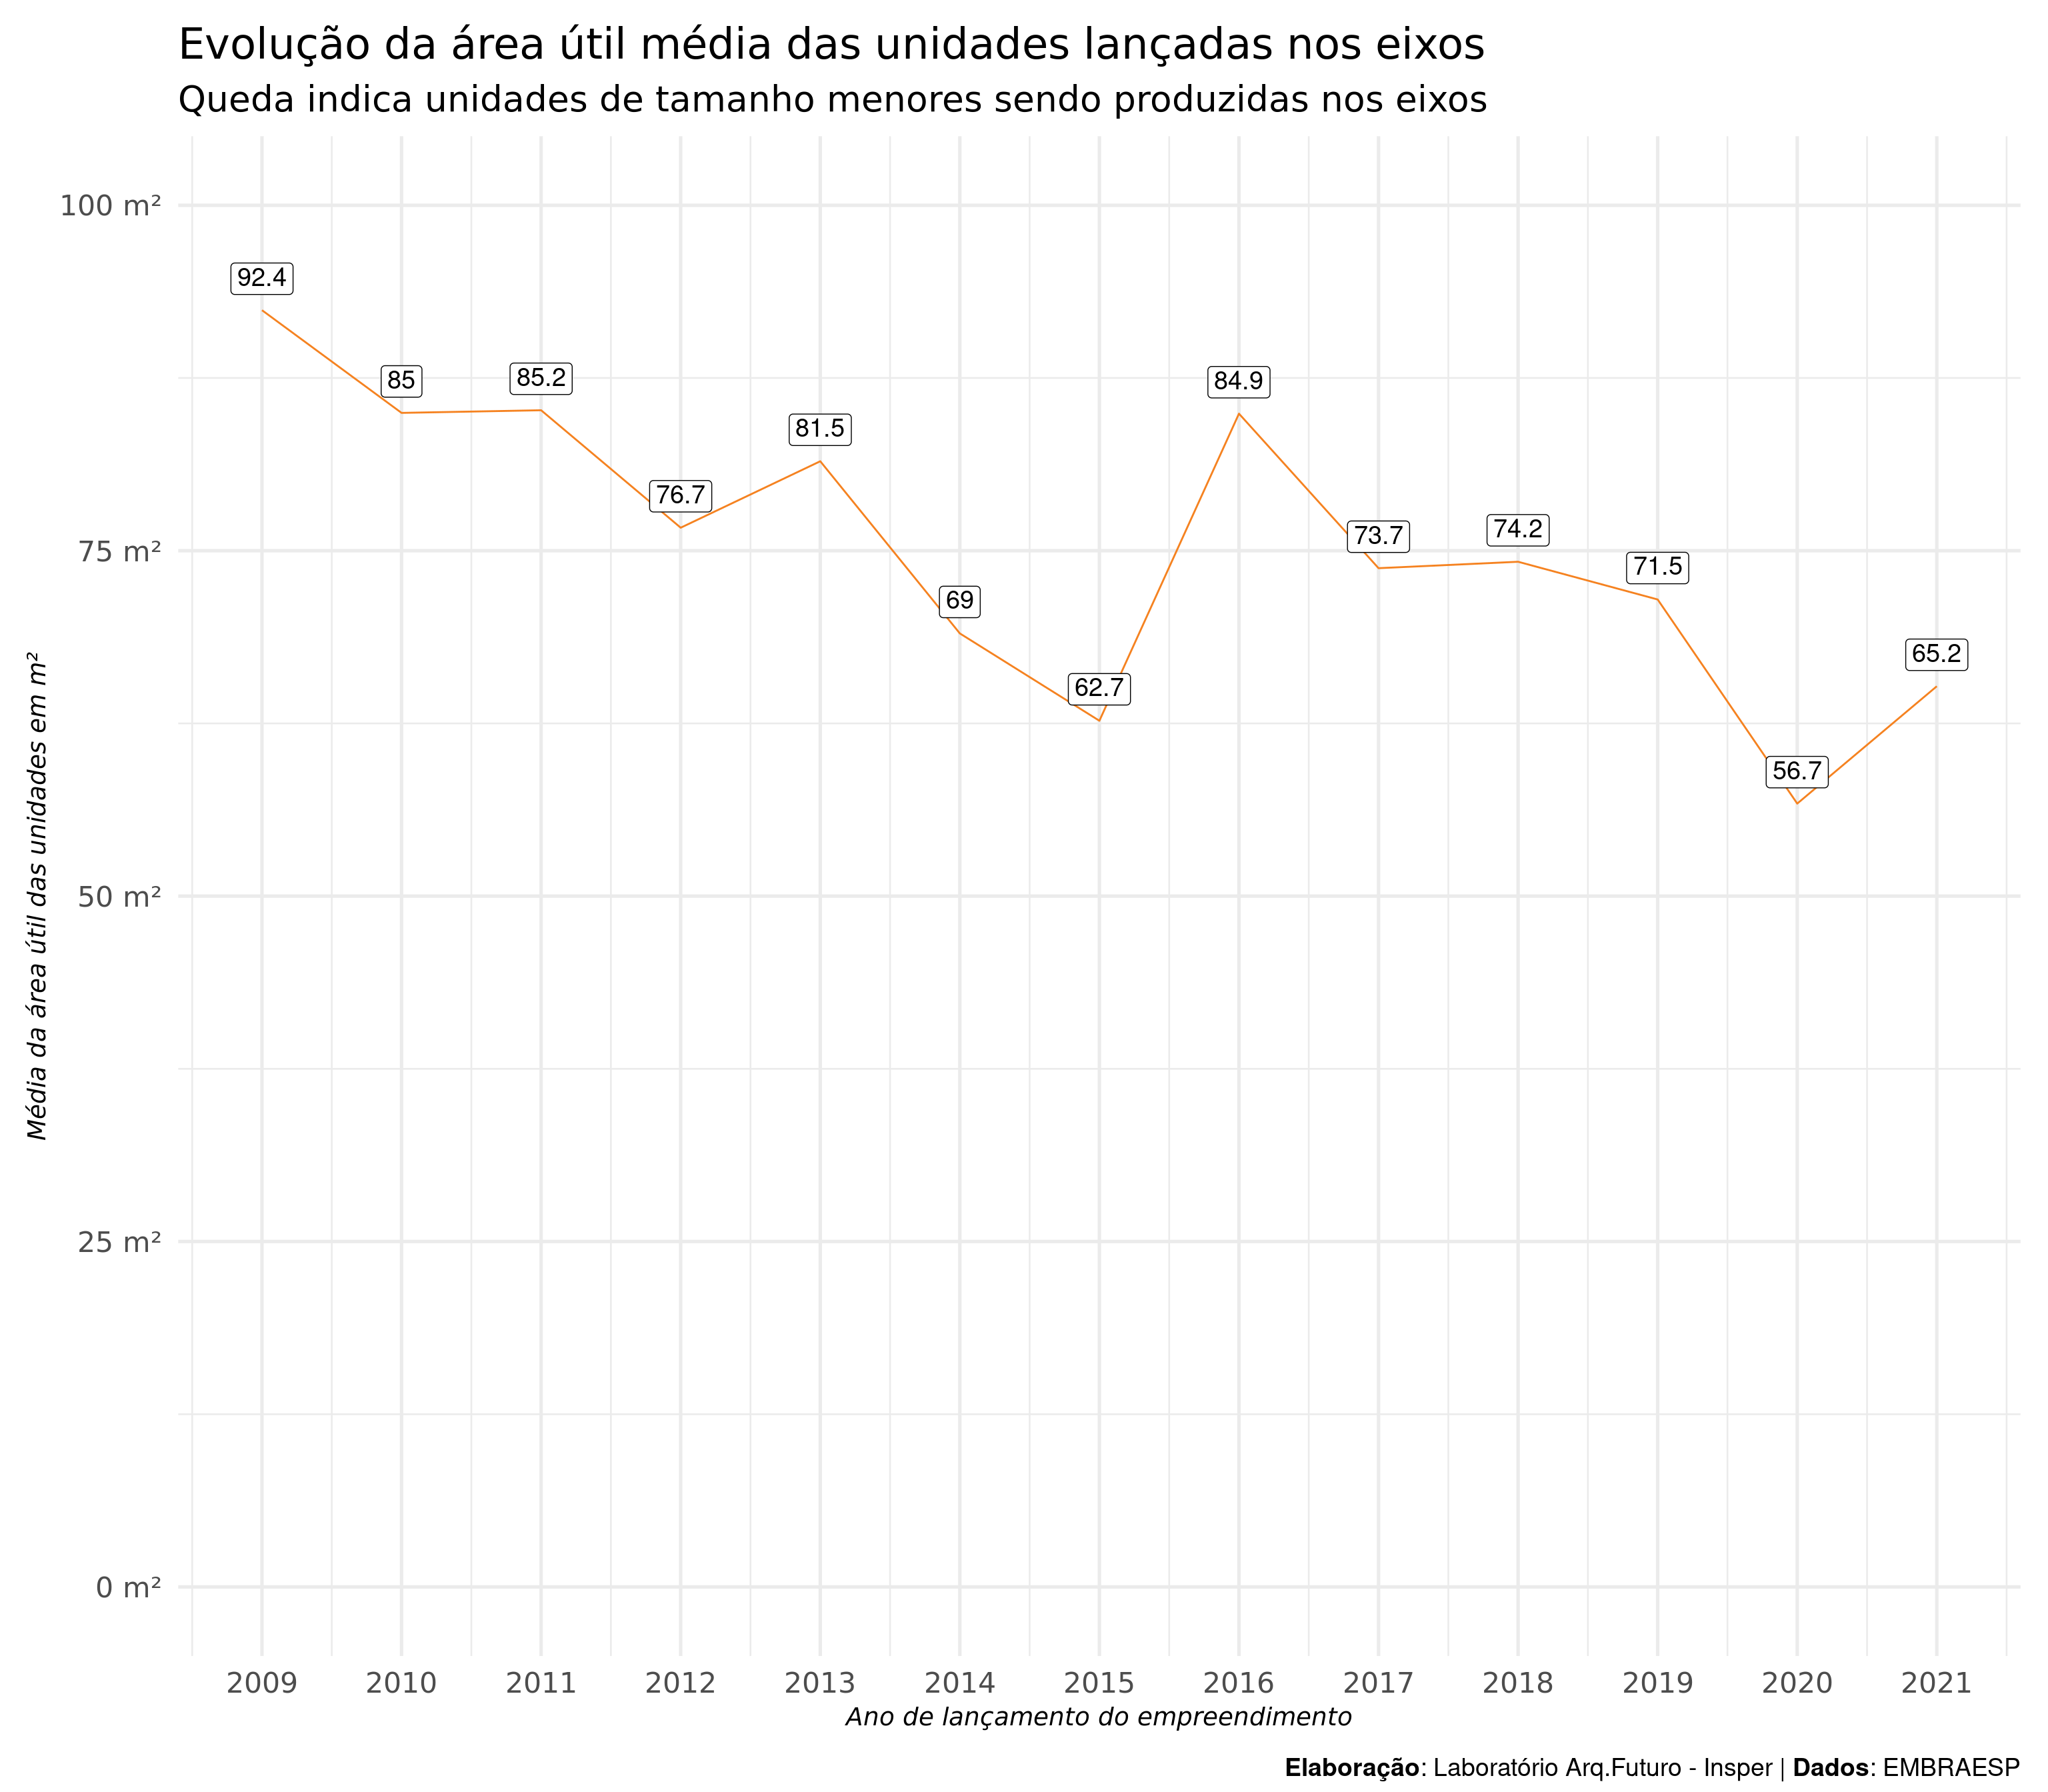 Evolução da área útil média das unidades lançadas nos eixos
Queda indica unidades de tamanho menores sendo produzidas nos eixos
Média da área útil das unidades em m²
100 m²
75 m²
50 m²
25 m²
0 m²
92.4
85
85.2
76.7
81.5
69
62.7
84.9
73.7
74.2
71.5
56.7
65.2
2009 2010 2011 2012 2013 2014 2015 2016 2017 2018 2019 2020 2021
Ano de lançamento do empreendimento
Elaboração: Laboratório Arq.Futuro - Insper | Dados: EMBRAESP